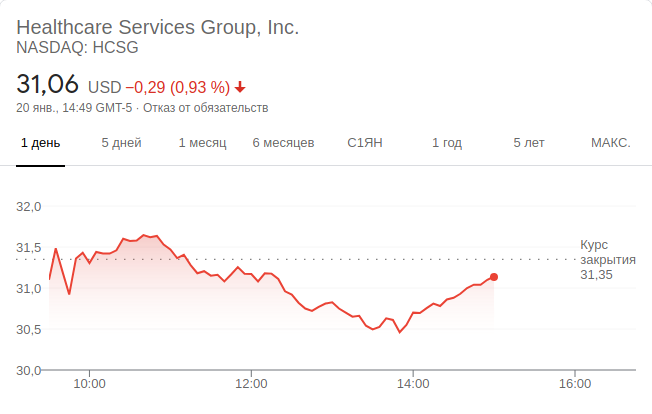 Healthcare Services Group, Inc.
NASDAQ: HCSG
31,06 USD −0,29 (0,93 %)
20 янв., 14:49 GMT-5 · Отказ от обязательств
1 день 5 дней 1 месяц 6 месяцев С1ЯН 1 год 5 лет МАКС.
32,0
31,5
31,0
30,5
30,0
Курс
закрытия
31,35
10:00 12:00 14:00 16:00